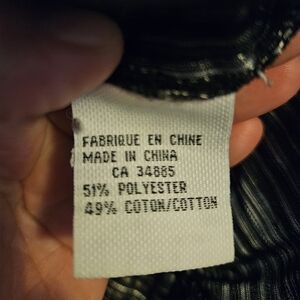 FABRIQUE EN CHINE
MADE IN CHINA
CA 34885
51% POLYESTER
49% COTON/COTTON